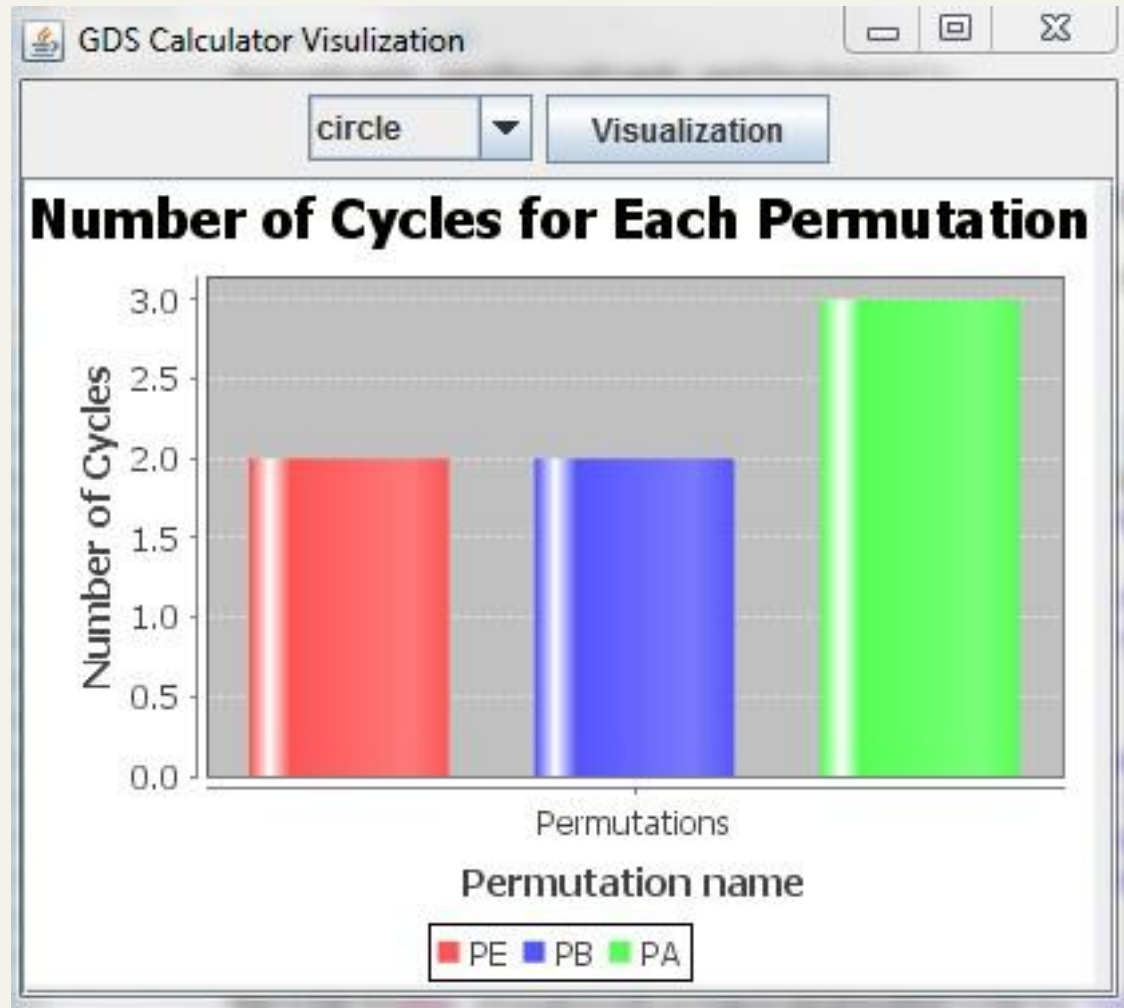 GDS Calculator Visulization
circle Visualization
Number of Cycles for Each Permutation
Number of Cycles
3.0
2.5
2.0
1.5
1.0
0.5
0.0
Permutations
Permutation name
PE PB PA